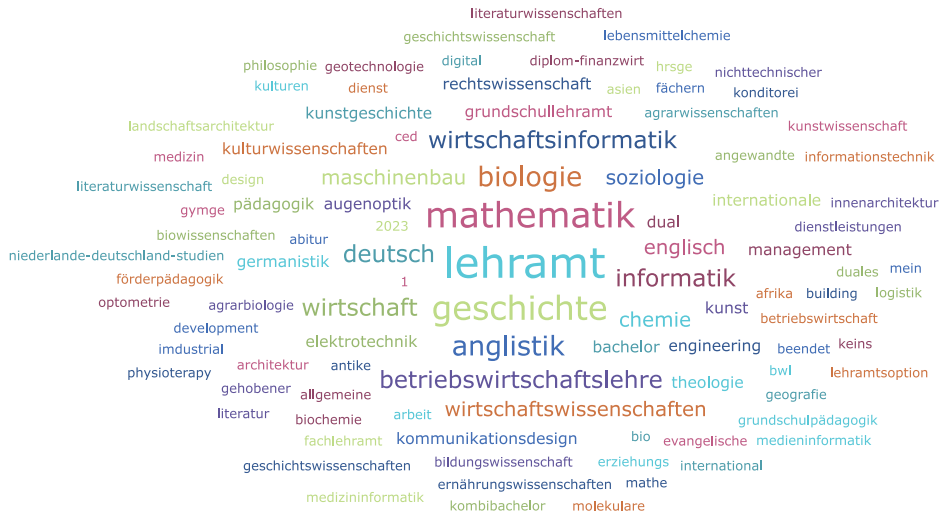 literaturwissenschaften
geschichtswissenschaft lebensmittelchemie
philosophie geotechnologie digital diplom-finanzwirt hrsge nichttechnischer
kulturen dienst rechtswissenschaft asien fächern konditorei
kunstgeschichte grundschullehramt agrarwissenschaften
landschaftsarchitektur ced wirtschaftsinformatik kunstwissenschaft
medizin kulturwissenschaften angewandte informationstechnik
literaturwissenschaft design maschinenbau biologie soziologie
gymge pädagogik augenoptik mathematik dual internationale innenarchitektur
biowissenschaften abitur 2023 dienstleistungen
niederlande-deutschland-studien germanistik deutsch lehramt englisch management
förderpädagogik 1 informatik duales mein
optometrie agrarbiologie wirtschaft geschichte kunst afrika building logistik
development chemie betriebswirtschaft
imdustrial elektrotechnik anglistik bachelor engineering beendet keins
physioterapy architektur antike betriebswirtschaftslehre theologie bwl lehramtsoption
gehobener allgemeine geografie
literatur biochemie arbeit wirtschaftswissenschaften grundschulpädagogik
fachlehramt kommunikationsdesign bio evangelische medieninformatik
geschichtswissenschaften bildungswissenschaft erziehungs international
ernährungswissenschaften mathe
medizininformatik kombibachelor molekulare